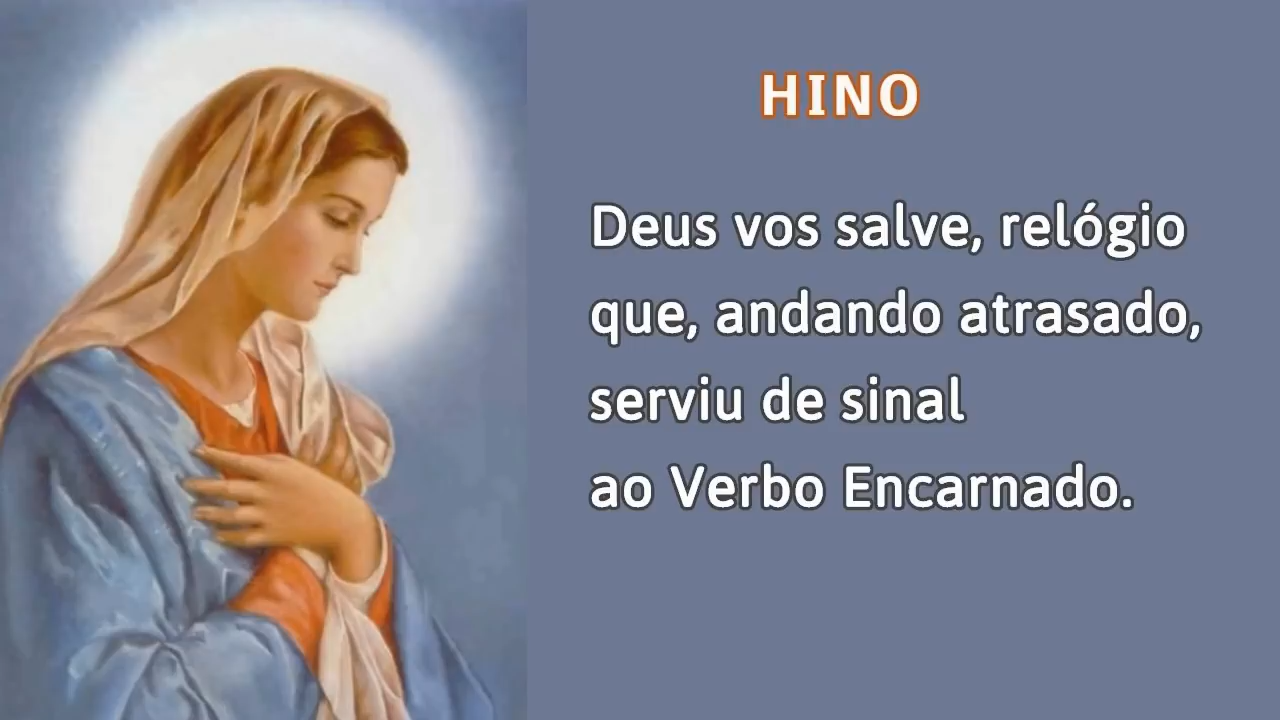 HINO
Deus vos salve, relógio
que, andando atrasado,
serviu de sinal
ao Verbo Encarnado.